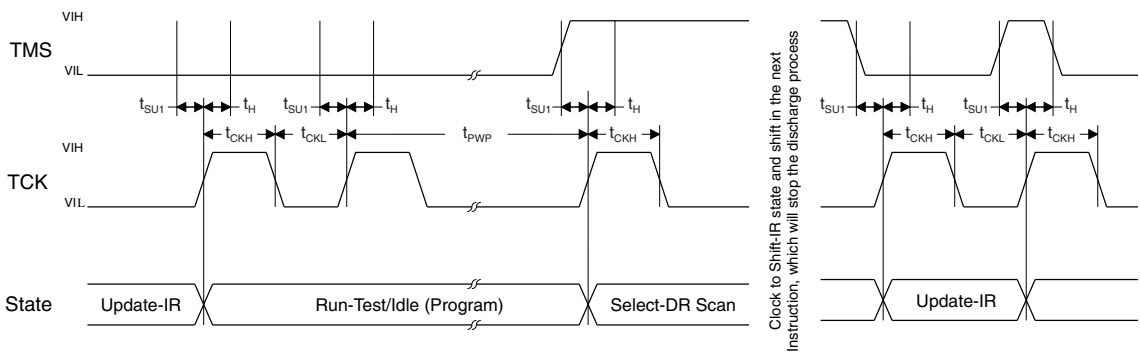 VIH
TMS
VIL
tSU1 tH tSU1 tH tSU1 tH tSU1 tH tSU1 tH
tCKH tCKL tPWP tCKH tCKH tCKL tCKH
VIH
TCK
VIL
State
Update-IR
Run-Test/Idle (Program)
Select-DR Scan
Clock to Shift-IR state and shift in the next
Instruction, which will stop the discharge process
Update-IR